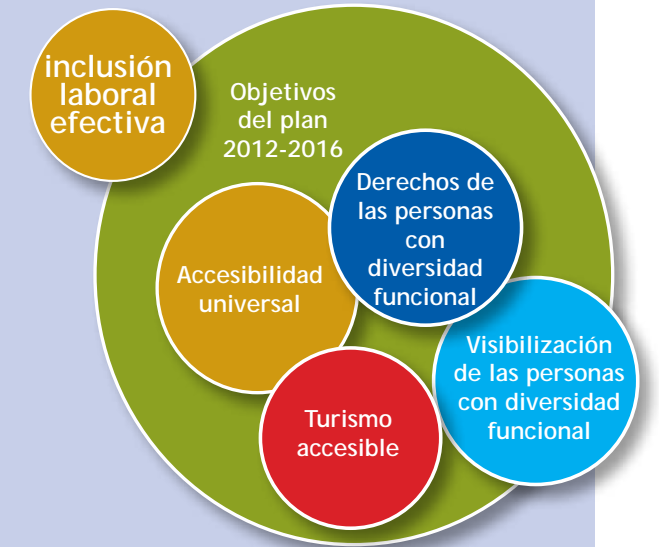 inclusión
laboral
efectiva
Objetivos
del plan
2012-2016
Derechos de
las personas
con
diversidad
funcional
Accesibilidad
universal
Visibilización
de las personas
con diversidad
funcional
Turismo
accesible